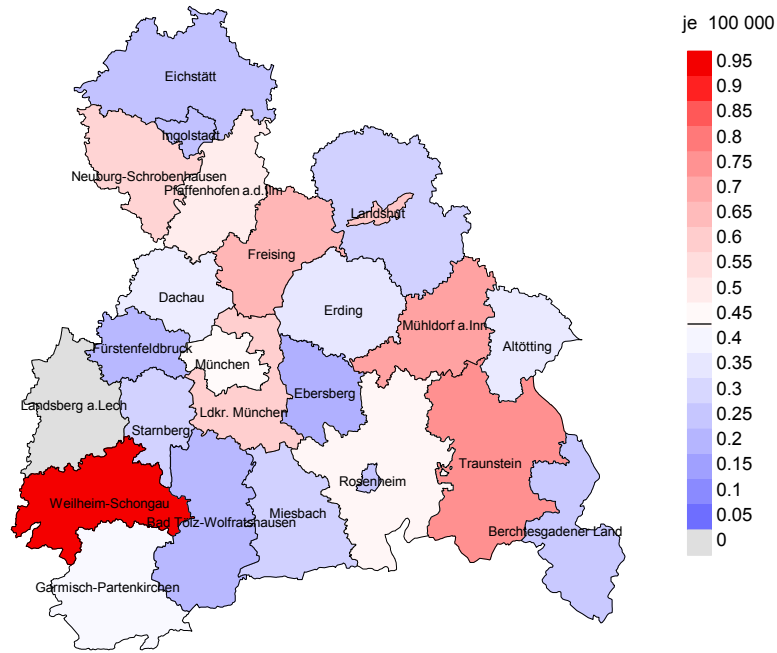 je 100 000
0.95
0.9
0.85
0.8
0.75
0.7
0.65
0.6
0.55
0.5
0.45
0.4
0.35
0.3
0.25
0.2
0.15
0.1
0.05
0
Eichstätt
Ingolstadt
Neuburg-Schrobenhausen
Pfaffenhofen a.d.Ilm
Landshut
Freising
Dachau
Erding
Mühldorf a.Inn
Altötting
Fürstenfeldbruck
München
Ebersberg
Landsberg a.Lech
Ldkr. München
Starnberg
Traunstein
Rosenheim
Weilheim-Schongau
Miesbach
Bad Tölz-Wolfratshausen
Berchtesgadener Land
Garmisch-Partenkirchen